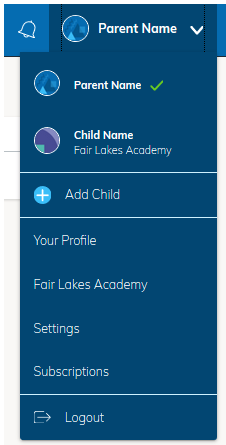 Parent Name
Parent Name
Child Name
Fair Lakes Academy
Add Child
Your Profile
Fair Lakes Academy
Settings
Subscriptions
Logout